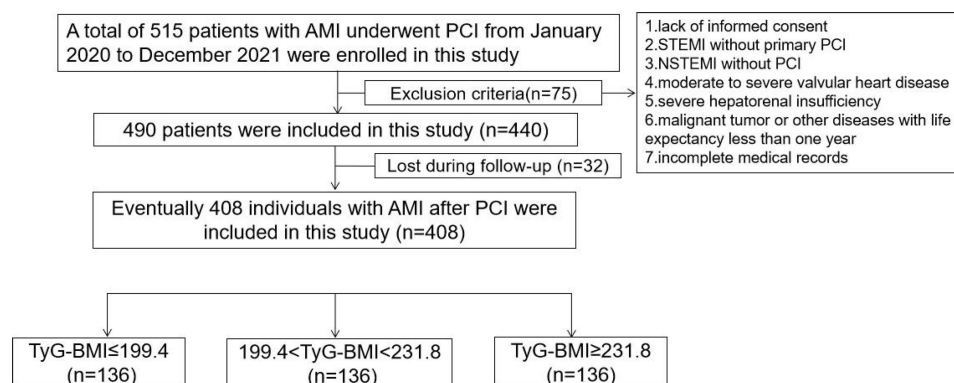 A total of 515 patients with AMI underwent PCI from January
2020 to December 2021 were enrolled in this study
Exclusion criteria(n=75)
1.lack of informed consent
2.STEMI without primary PCI
3.NSTEMI without PCI
4.moderate to severe valvular heart disease
5.severe hepatorenal insufficiency
6.malignant tumor or other diseases with life
expectancy less than one year
7.incomplete medical records
490 patients were included in this study (n=440)
Lost during follow-up (n=32)
Eventually 408 individuals with AMI after PCI were
included in this study (n=408)
TyG-BMI≤199.4
(n=136)
199.4<TyG-BMI<231.8
(n=136)
TyG-BMI≥231.8
(n=136)